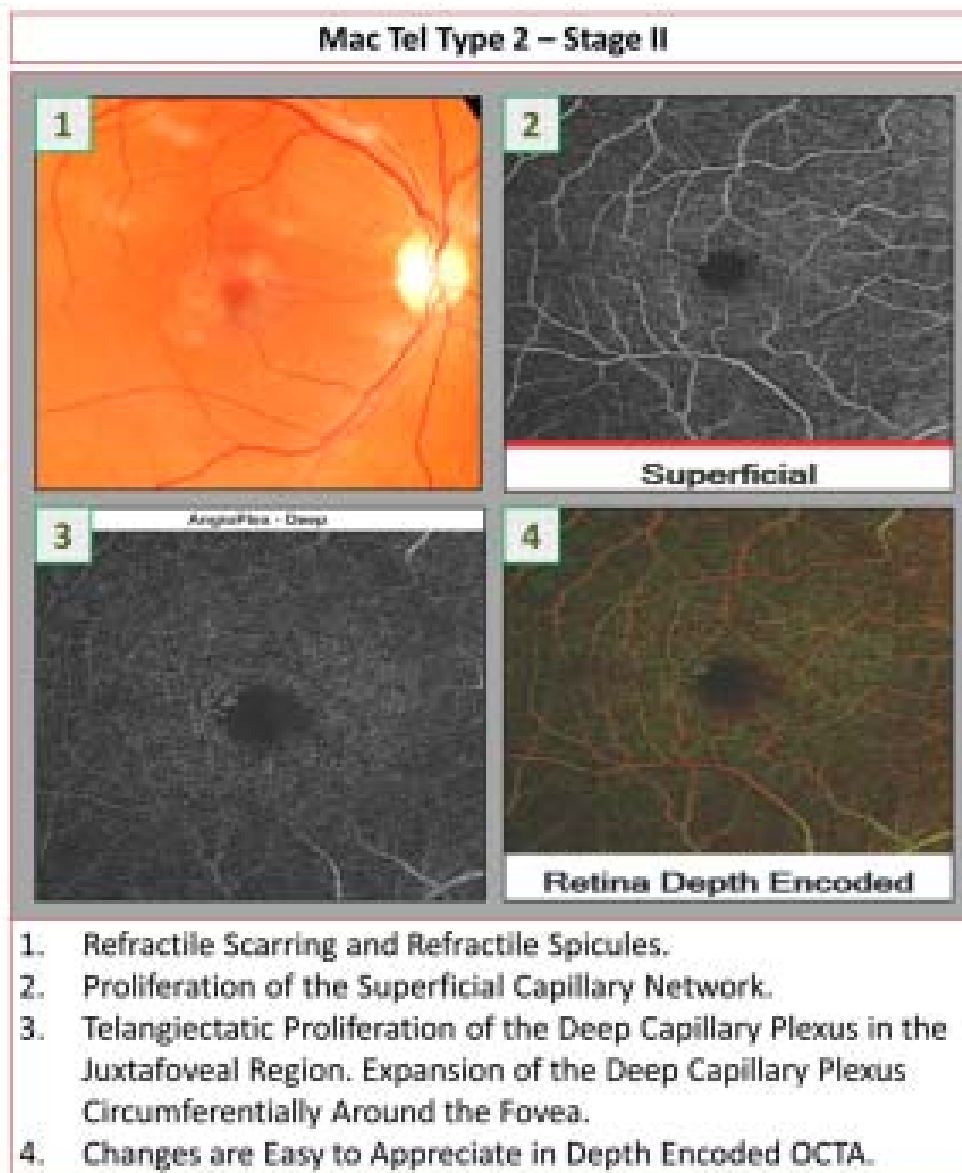 Mac Tel Type 2 – Stage II
1
2
Superficial
3
AngioPlex - Deep
4
Retina Depth Encoded
1. Refractile Scarring and Refractile Spicules.
2. Proliferation of the Superficial Capillary Network.
3. Telangiectatic Proliferation of the Deep Capillary Plexus in the
Juxtafoveal Region. Expansion of the Deep Capillary Plexus
Circumferentially Around the Fovea.
4. Changes are Easy to Appreciate in Depth Encoded OCTA.